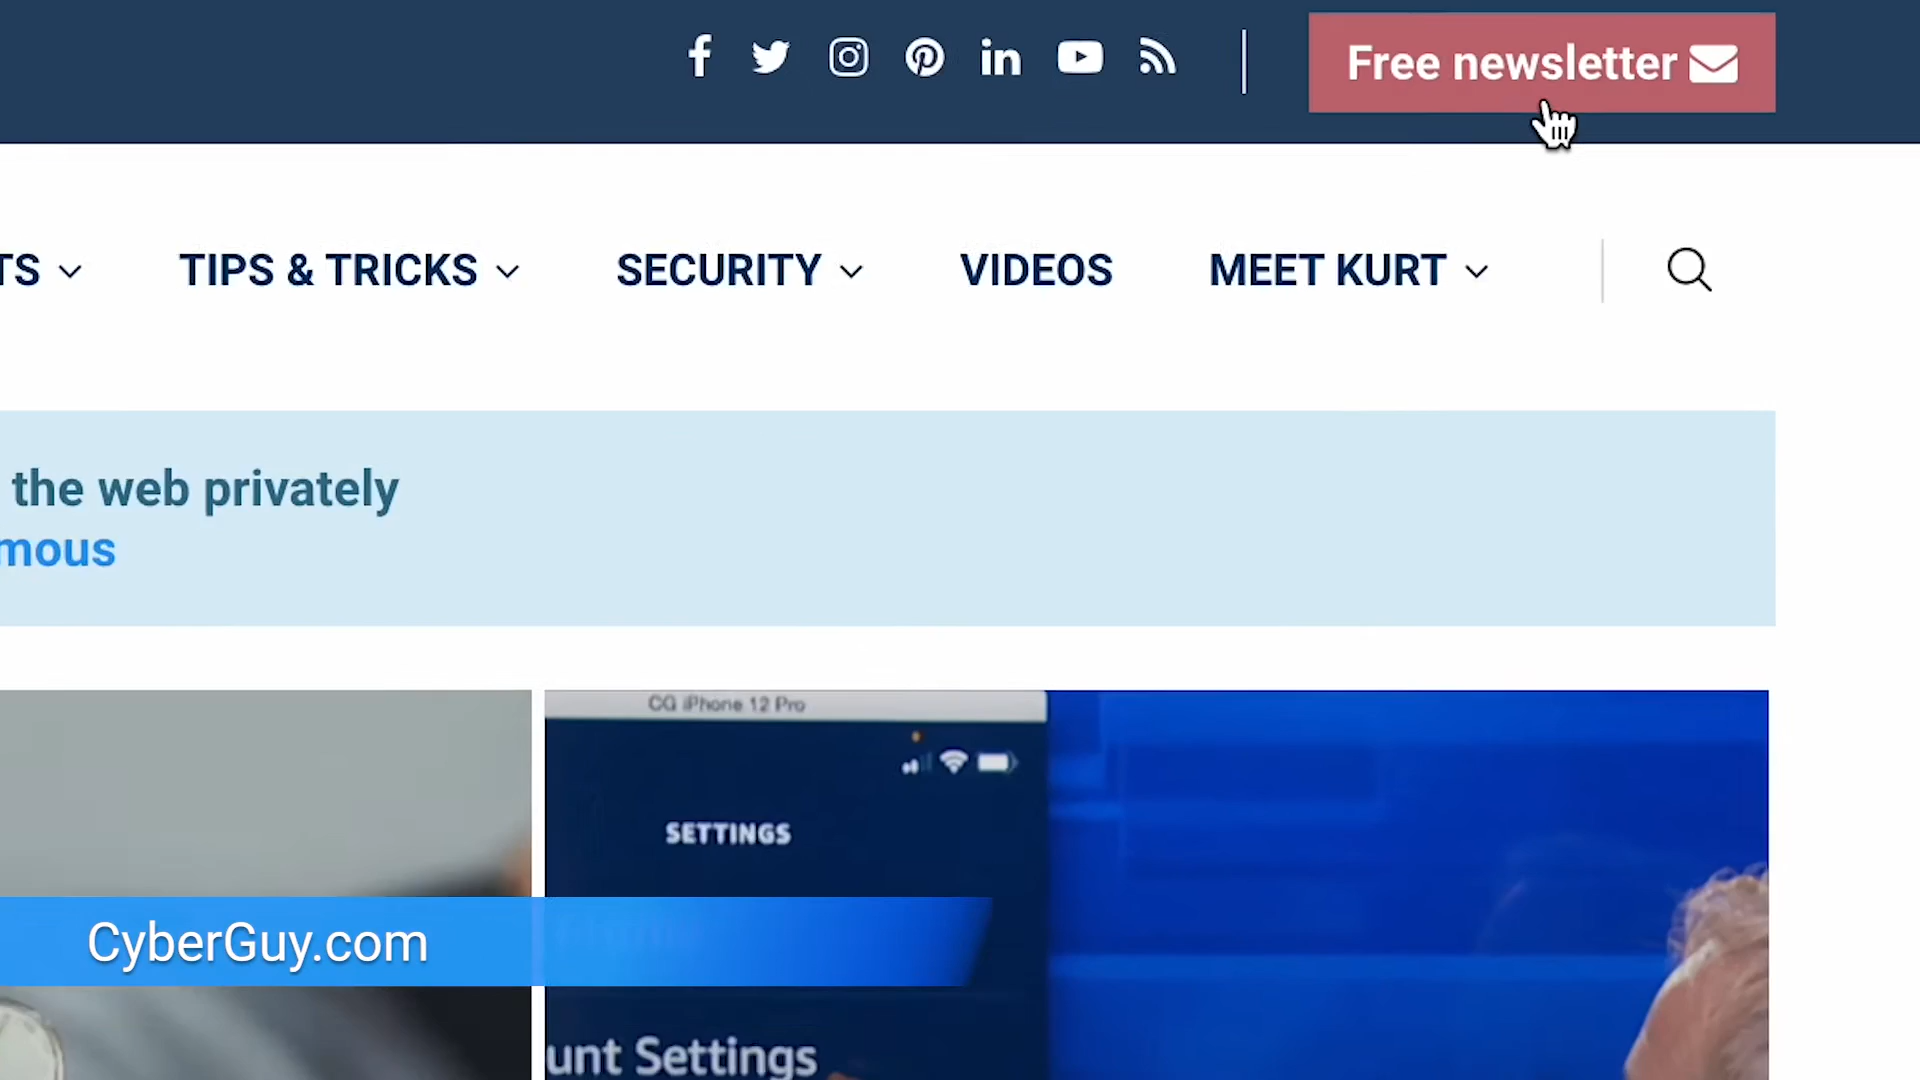 Free newsletter
TS
TIPS & TRICKS
SECURITY
VIDEOS
MEET KURT
the web privately
mous
CG iPhone 12 Pro
SETTINGS
CyberGuy.com
unt Settings